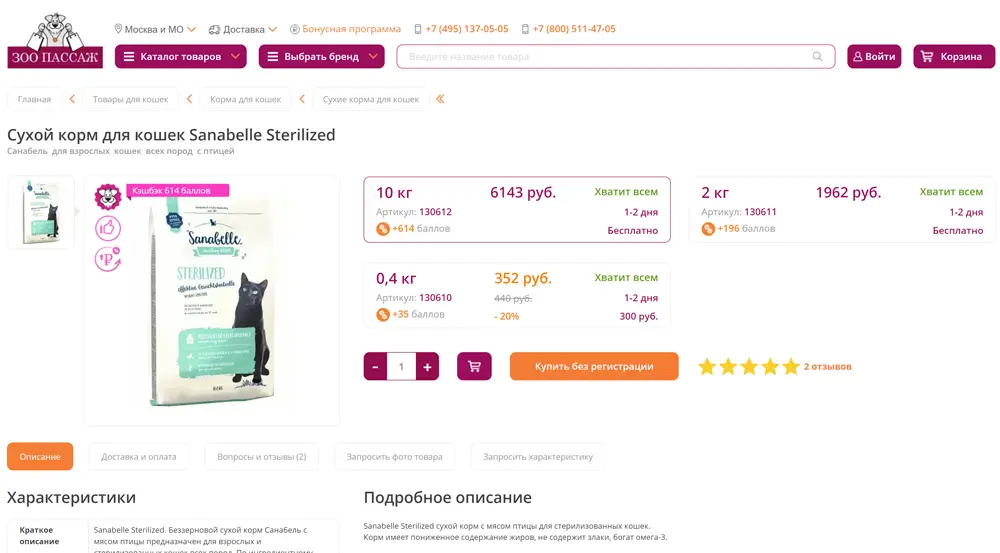 Москва и МО
Доставка
Бонусная программа
+7 (495) 137-05-05
+7 (800) 511-47-05
ЗОО ПАССАЖ
Каталог товаров
Выбрать бренд
Введите название товара
Войти
Корзина
Главная
Товары для кошек
Корма для кошек
Сухие корма для кошек
Сухой корм для кошек Sanabelle Sterilized
Санабель для взрослых кошек всех пород с птицей
Кэшбэк 614 баллов
Sanabelle
STERILIZED
10 кг
6143 руб.
Хватит всем
Артикул: 130612
1-2 дня
+614 баллов
Бесплатно
2 кг
1962 руб.
Хватит всем
Артикул: 130611
1-2 дня
+196 баллов
Бесплатно
0,4 кг
352 руб.
Хватит всем
Артикул: 130610
440 руб.
1-2 дня
+35 баллов
- 20%
300 руб.
- 1 +
Купить без регистрации
2 отзывов
Описание
Доставка и оплата
Вопросы и отзывы (2)
Запросить фото товара
Запросить характеристику
Характеристики
Краткое
описание
Sanabelle Sterilized. Беззерновой сухой корм Санабель с
мясом птицы предназначен для взрослых и
стерилизованных кошек всех пород. По ингредиентному
Подробное описание
Sanabelle Sterilized сухой корм с мясом птицы для стерилизованных кошек.
Корм имеет пониженное содержание жиров, не содержит злаки, богат омега-3.